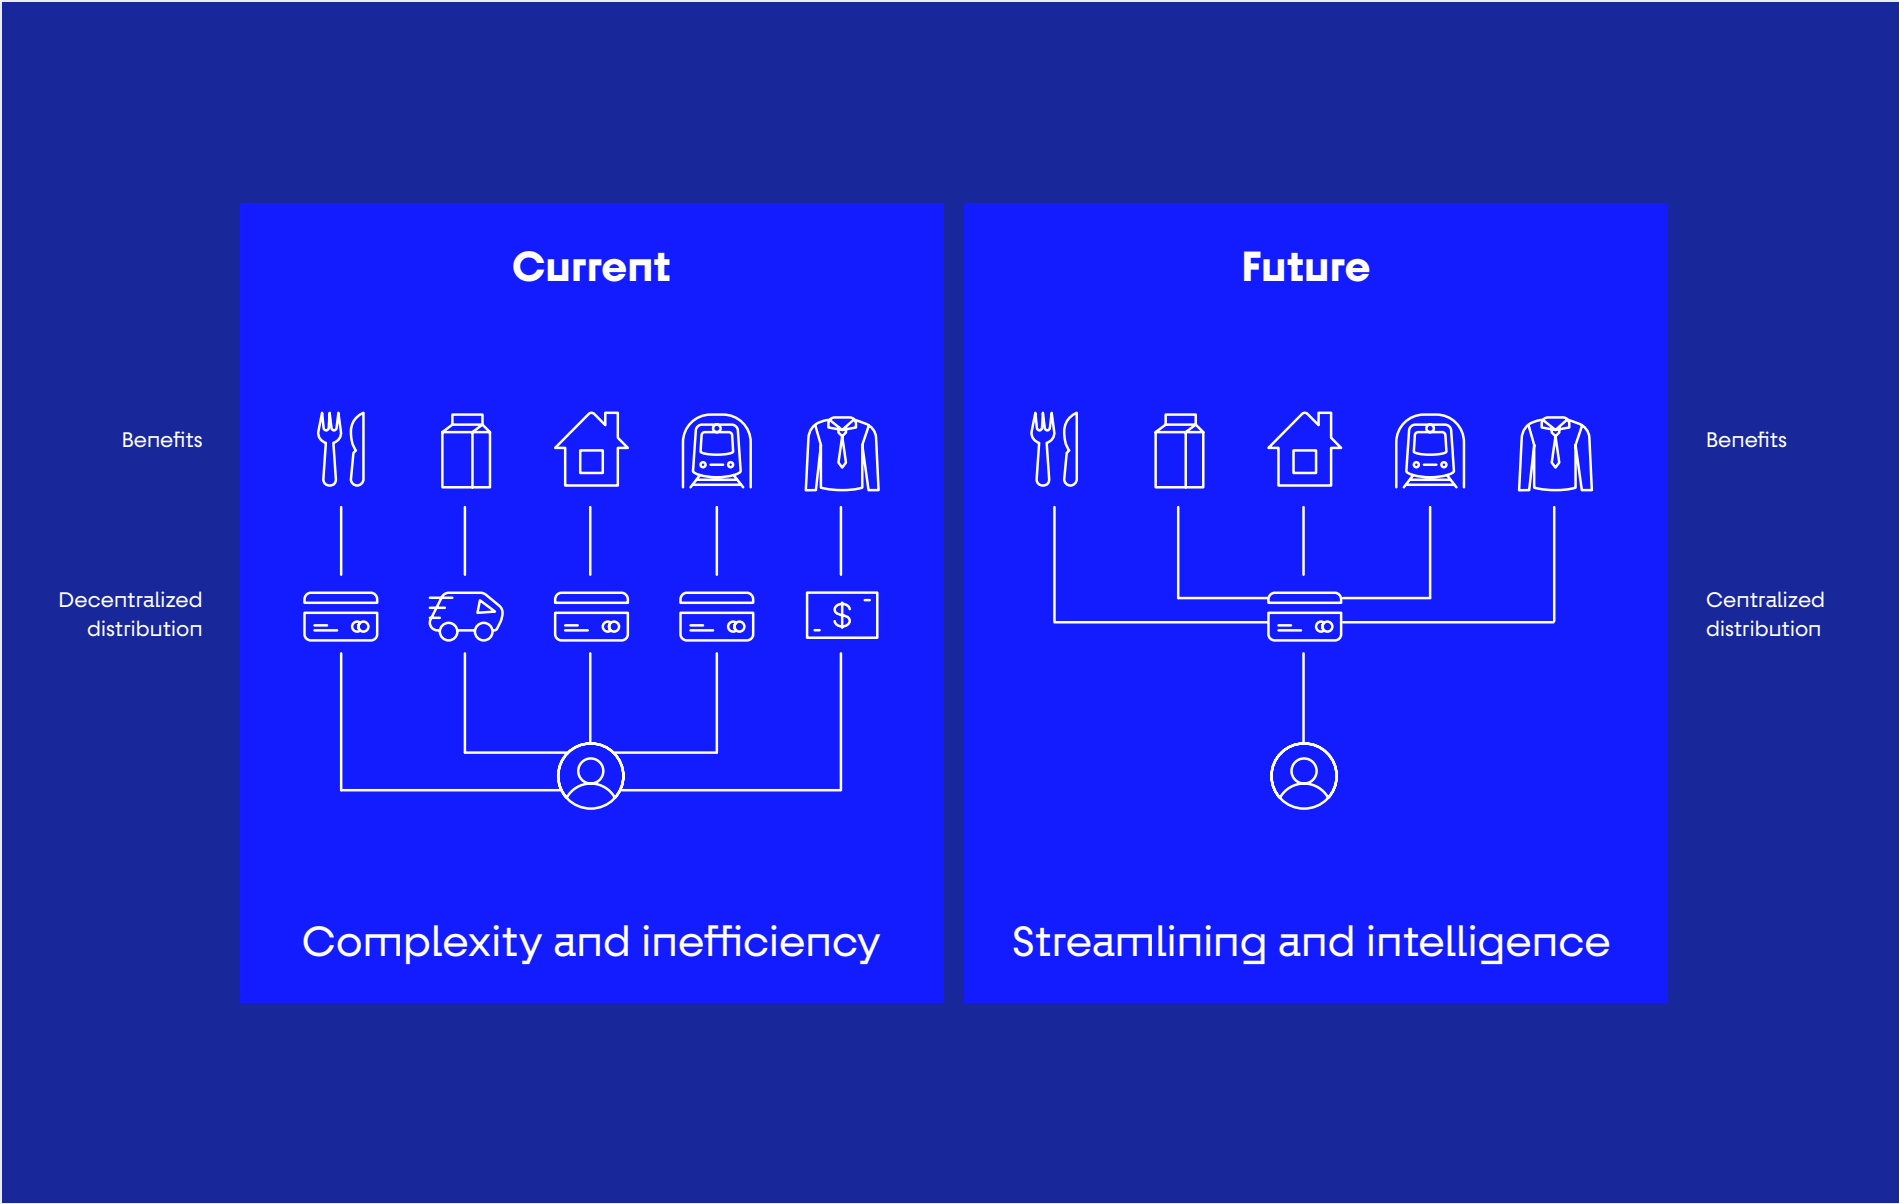 Current
Future
Benefits
Benefits
Decentralized
distribution
Centralized
distribution
$
Complexity and inefficiency
Streamlining and intelligence